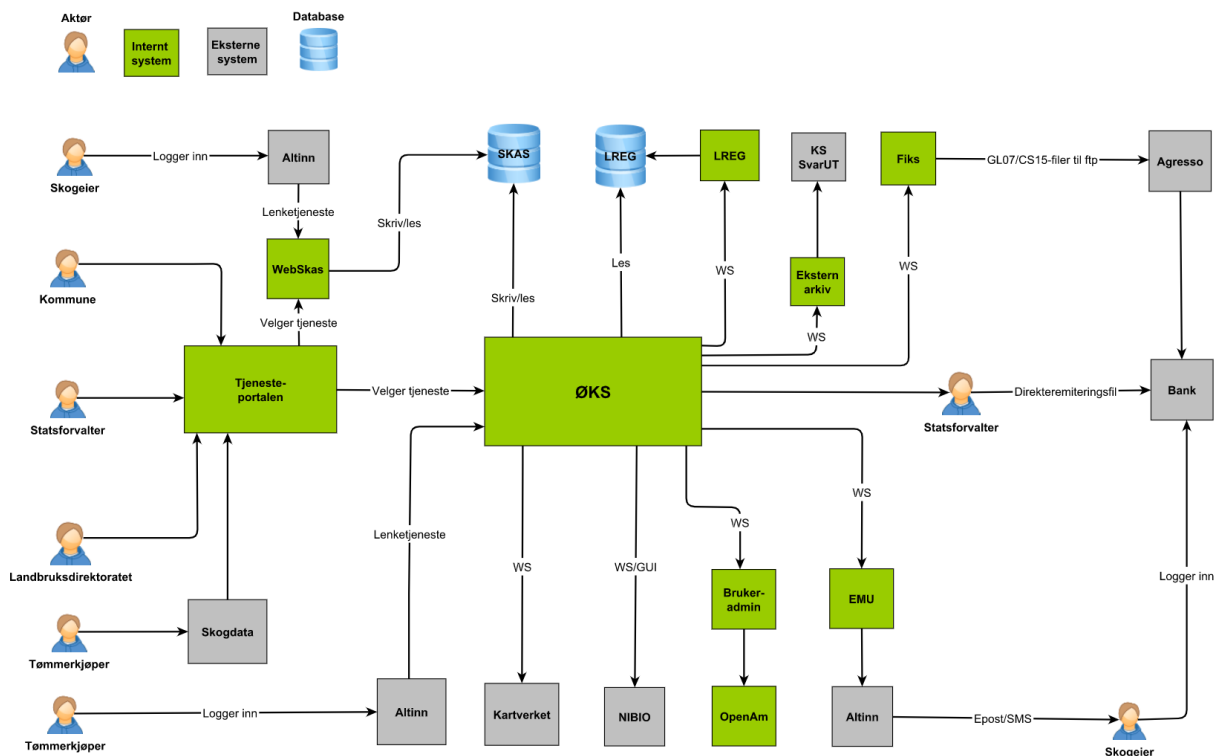 Aktør
Internt
system
Eksterne
system
Database
Skogeier
Logger inn
Altinn
Lenketjeneste
SKAS
LREG
LREG
KS
SvarUT
Fiks
GL07/CS15-filer til ftp
Agresso
Kommune
WebSkas
Skriv/les
Velger tjeneste
Skriv/les
Les
WS
Ekstern
arkiv
WS
WS
Statsforvalter
Tjeneste-
portalen
Velger tjeneste
ØKS
Statsforvalter
Direkteremiteringsfil
Bank
Landbruksdirektoratet
Lenketjeneste
WS
WS/GUI
WS
WS
Bruker-
admin
EMU
Logger inn
Tømmerkjøper
Skogdata
Tømmerkjøper
Logger inn
Altinn
Kartverket
NIBIO
OpenAm
Altinn
Epost/SMS
Skogeier